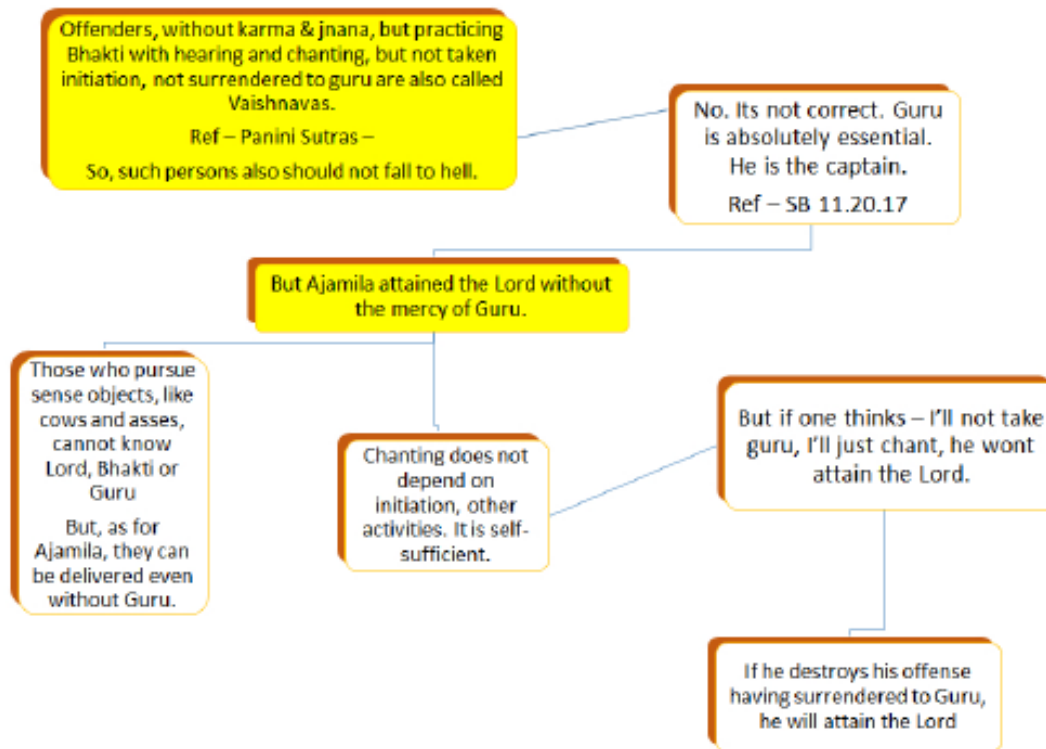 Offenders, without karma & jnana, but practicing
Bhakti with hearing and chanting, but not taken
initiation, not surrendered to guru are also called
Vaishnavas.
Ref – Panini Sutras –
So, such persons also should not fall to hell.
No. Its not correct. Guru
is absolutely essential.
He is the captain.
Ref – SB 11.20.17
But Ajamila attained the Lord without
the mercy of Guru.
Those who pursue
sense objects, like
cows and asses,
cannot know
Lord, Bhakti or
Guru
But, as for
Ajamila, they can
be delivered even
without Guru.
Chanting does not
depend on
initiation, other
activities. It is self-
sufficient.
But if one thinks – I'll not take
guru, I'll just chant, he wont
attain the Lord.
If he destroys his offense
having surrendered to Guru,
he will attain the Lord